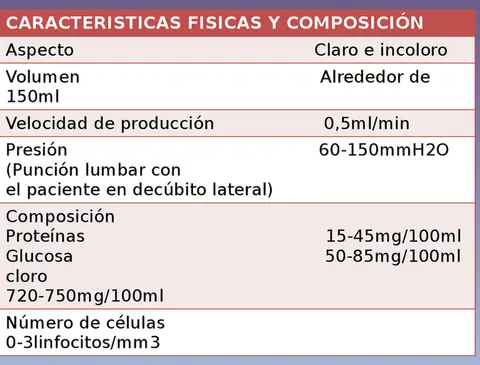 CARACTERISTICAS FISICAS Y COMPOSICIÓN
Aspecto Claro e incoloro
Volumen Alrededor de
150ml
Velocidad de producción 0,5ml/min
Presión 60-150mmH2O
(Punción lumbar con
el paciente en decúbito lateral)
Composición
Proteínas 15-45mg/100ml
Glucosa 50-85mg/100ml
cloro
720-750mg/100ml
Número de células
0-3linfocitos/mm3